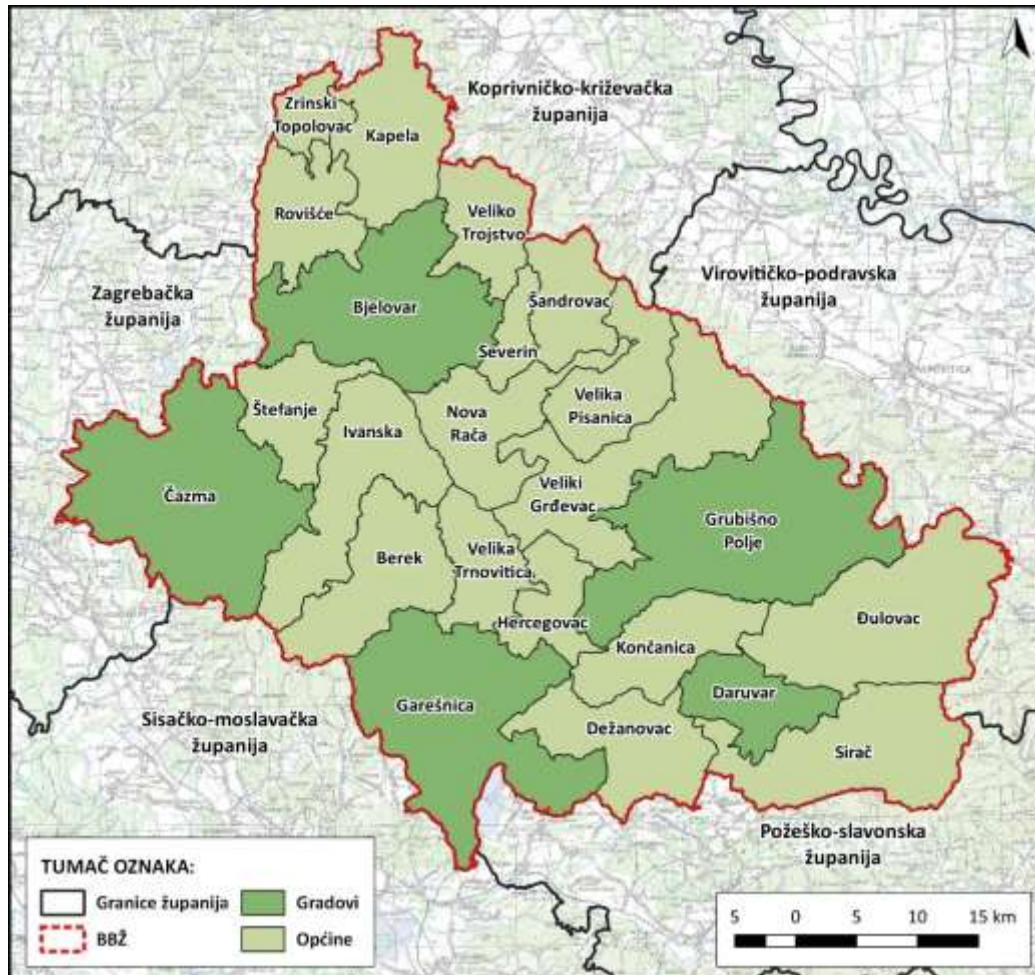 Koprivničko-križevačka
županija
Zrinski
Topolovac
Kapela
Rovišće
Veliko
Trojstvo
Virovitičko-podravska
županija
Zagrebačka
županija
Bjelovar
Šandrovac
Severin
Štefanje
Ivanska
Nova
Rača
Velika
Pisanica
Čazma
Veliki
Grđevac
Grubišno
Polje
Berek
Velika
Trnovitica
Hercegovac
Đulovac
Končanica
Garešnica
Daruvar
Sisačko-moslavačka
županija
Dežanovac
Sirač
Požeško-slavonska
županija
TUMAČ OZNAKA:
Granice županija
Gradovi
BBŽ
Općine
5 0 5 10 15 km